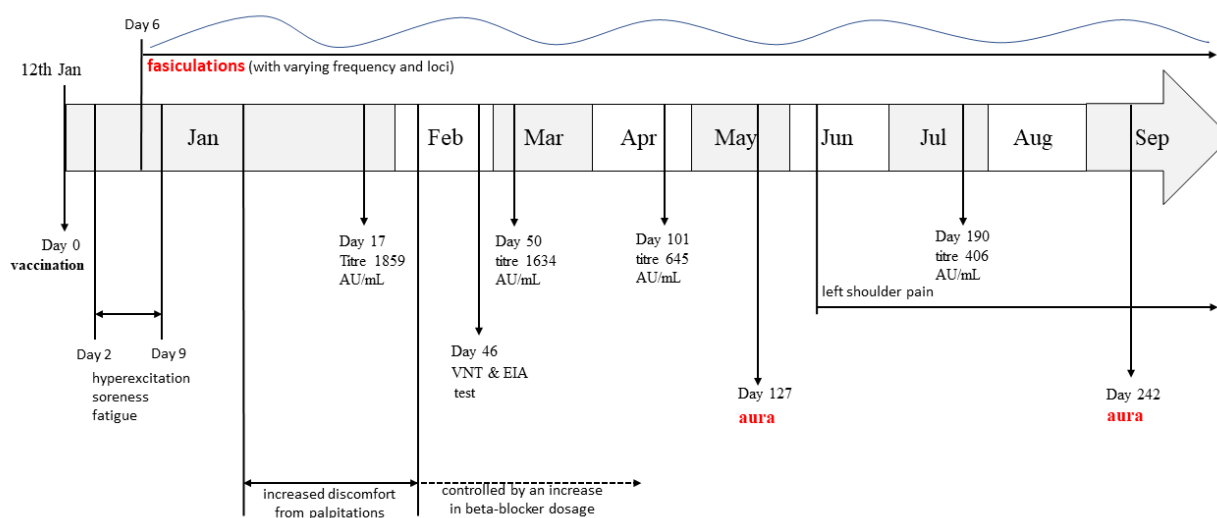 Day 6
fasiculations (with varying frequency and loci)
12th Jan
Jan
Feb
Mar
Apr
May
Jun
Jul
Aug
Sep
Day 0
vaccination
Day 17
Titre 1859
AU/mL
Day 50
titre 1634
AU/mL
Day 101
titre 645
AU/mL
Day 190
titre 406
AU/mL
left shoulder pain
Day 2
Day 9
hyperexcitation
soreness
fatigue
Day 46
VNT & EIA
test
Day 127
aura
Day 242
aura
increased discomfort
from palpitations
controlled by an increase
in beta-blocker dosage